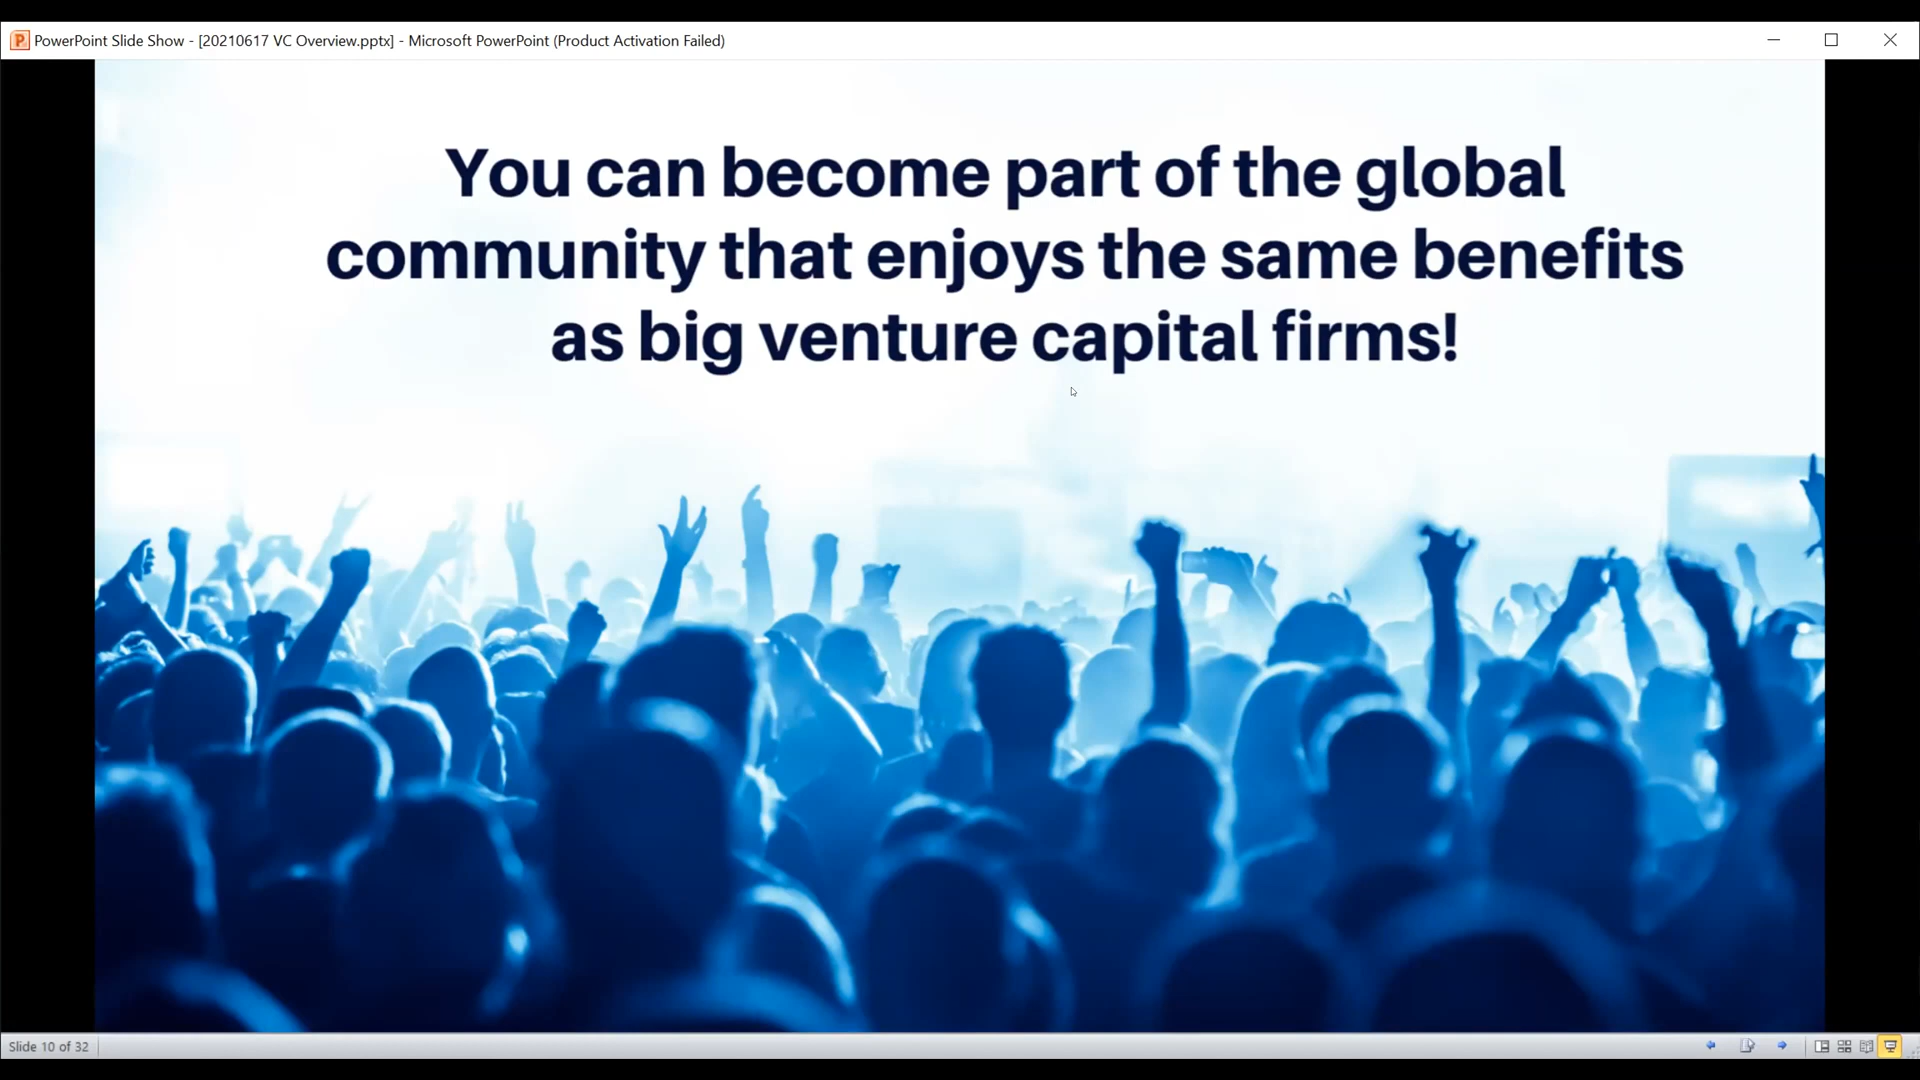 PowerPoint Slide Show - [20210617 VC Overview.pptx] - Microsoft PowerPoint (Product Activation Failed)
You can become part of the global
community that enjoys the same benefits
as big venture capital firms!
Slide 10 of 32